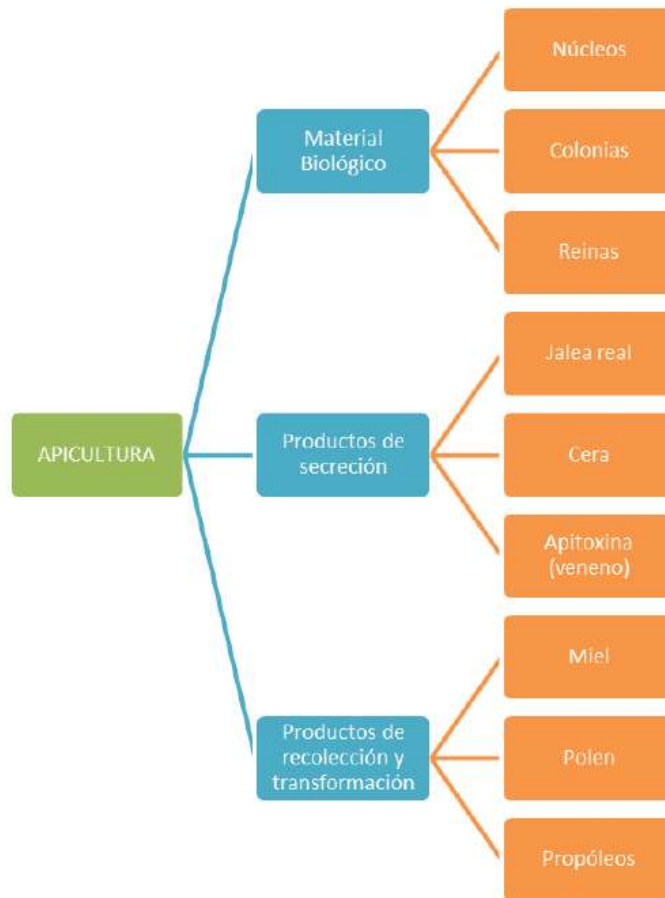 APICULTURA
Material
Biológico
Núcleos
Colonias
Reinas
Productos de
secreción
Jalea real
Cera
Apitoxina
(veneno)
Productos de
recolección y
transformación
Miel
Polen
Propóleos